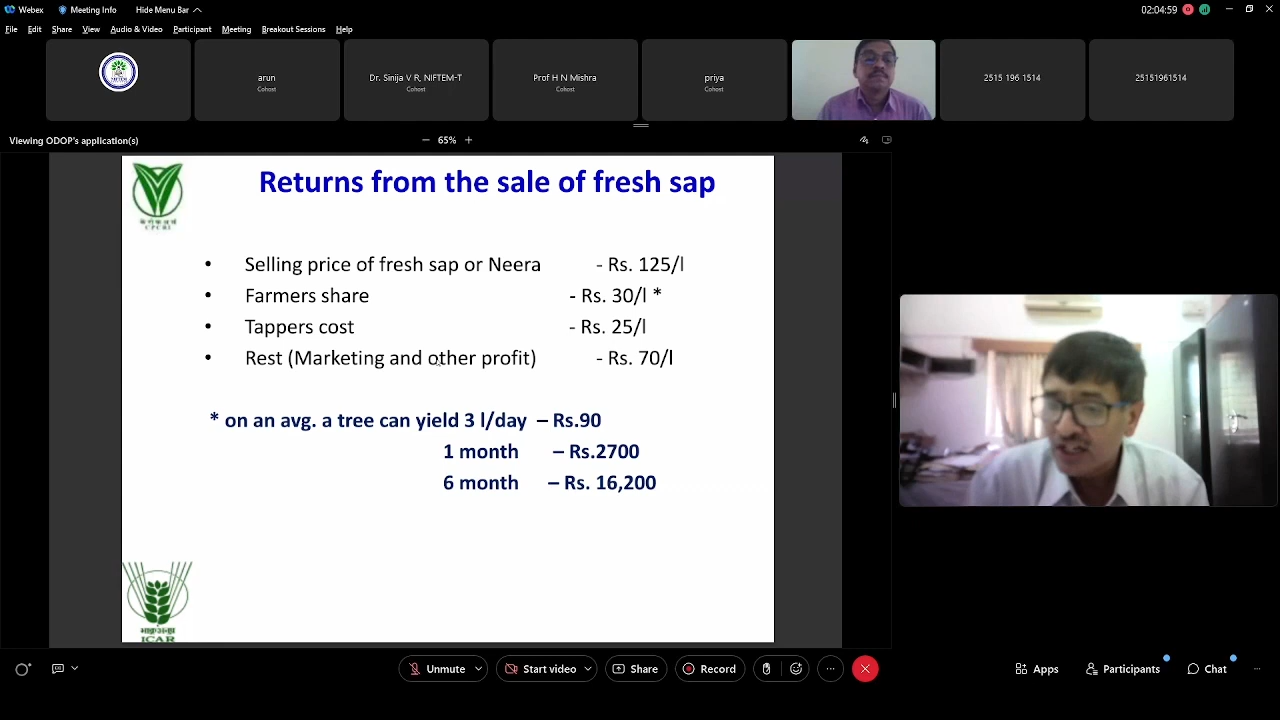 Webex
Meeting Info
Hide Menu Bar
02:04:59
File Edit Share View Audio & Video Participant Meeting Breakout Sessions Help
arun
Cohost
Dr. Sinija V R, NIFTEM-T
Cohost
Prof H N Mishra
Cohost
priya
Cohost
2515 196 1514
25151961514
Viewing ODOP's application(s)
65%
Returns from the sale of fresh sap
• Selling price of fresh sap or Neera - Rs. 125/l
• Farmers share - Rs. 30/l *
• Tappers cost - Rs. 25/l
• Rest (Marketing and other profit) - Rs. 70/l
* on an avg. a tree can yield 3 l/day – Rs.90
1 month – Rs.2700
6 month – Rs. 16,200
CPCRI
ICAR
Unmute
Start video
Share
Record
Apps
Participants
Chat